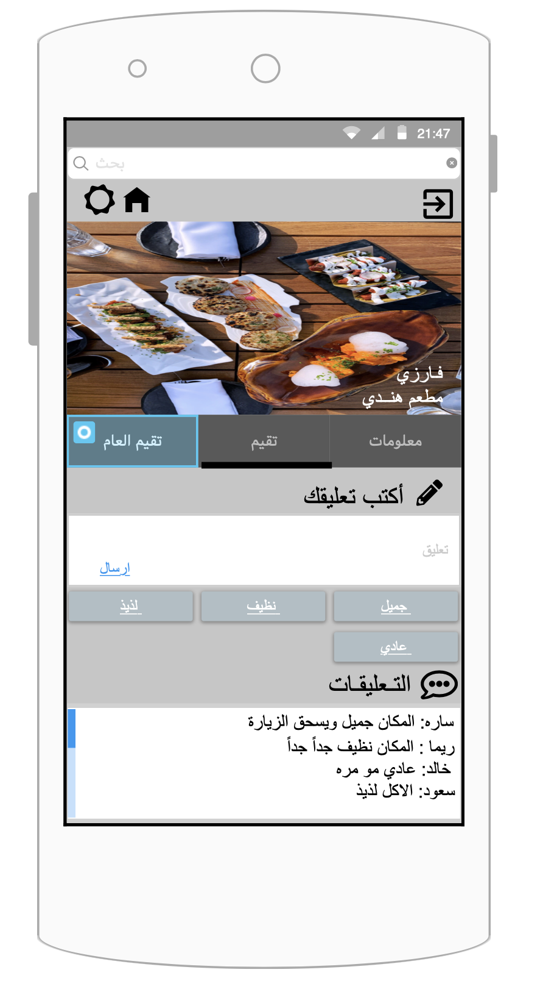 21:47
بحث
فارزي
مطعم هندي
معلومات
تقيم
تقيم العام
أكتب تعليقك
تعليق
ارسال
جميل
نظيف
لذيذ
عادي
التعليقات
ساره: المكان جميل ويسحق الزيارة
ريما : المكان نظيف جداً جداً
خالد: عادي مو مره
سعود: الاكل لذيذ